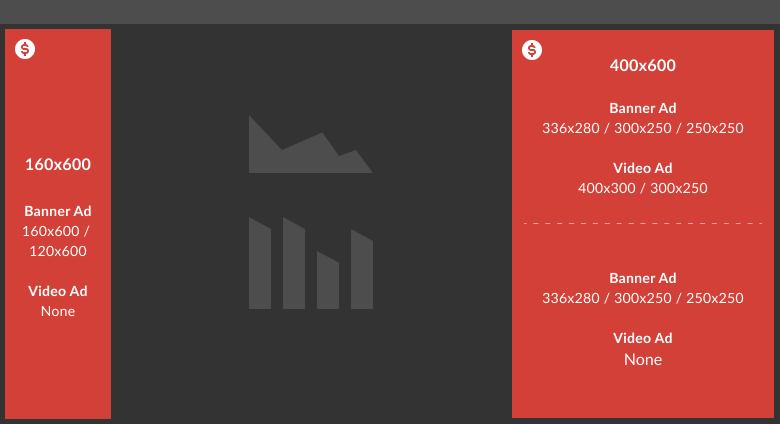 $
160x600
Banner Ad
160x600 /
120x600
Video Ad
None
$
400x600
Banner Ad
336x280 / 300x250 / 250x250
Video Ad
400x300 / 300x250
Banner Ad
336x280 / 300x250 / 250x250
Video Ad
None